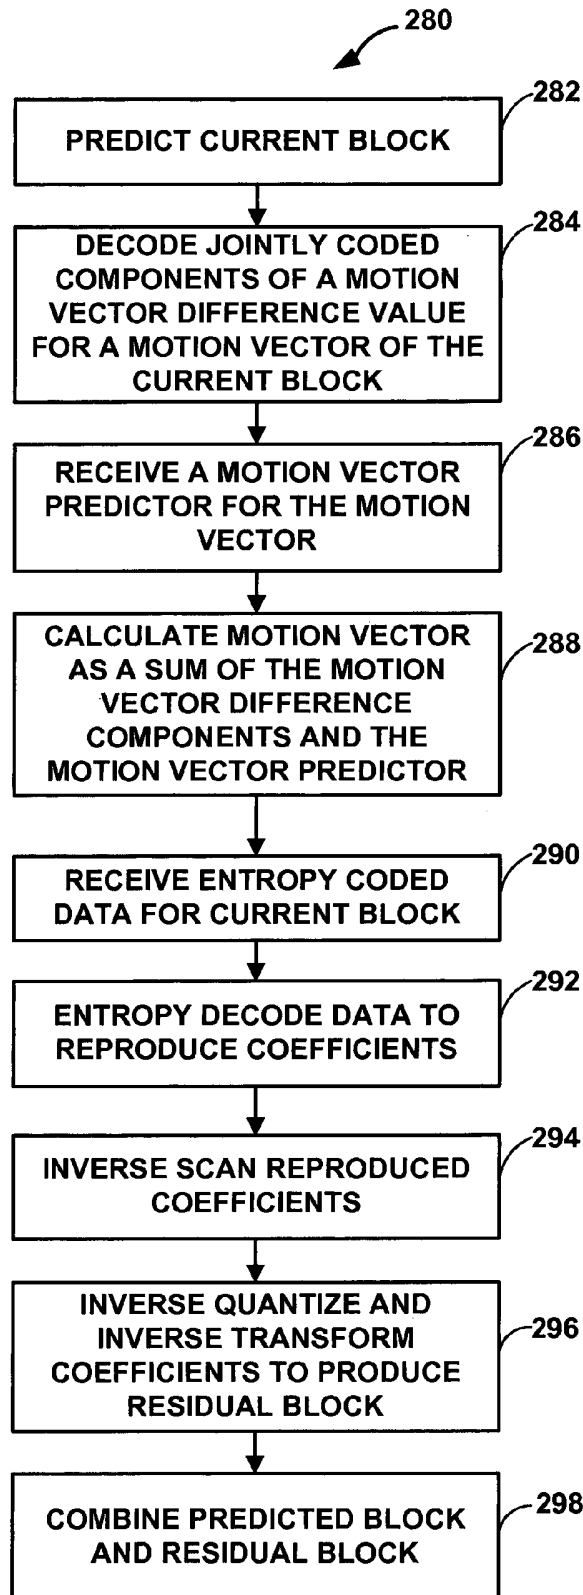 280
282
PREDICT CURRENT BLOCK
284
DECODE JOINTLY CODED
COMPONENTS OF A MOTION
VECTOR DIFFERENCE VALUE
FOR A MOTION VECTOR OF THE
CURRENT BLOCK
286
RECEIVE A MOTION VECTOR
PREDICTOR FOR THE MOTION
VECTOR
288
CALCULATE MOTION VECTOR
AS A SUM OF THE MOTION
VECTOR DIFFERENCE
COMPONENTS AND THE
MOTION VECTOR PREDICTOR
290
RECEIVE ENTROPY CODED
DATA FOR CURRENT BLOCK
292
ENTROPY DECODE DATA TO
REPRODUCE COEFFICIENTS
294
INVERSE SCAN REPRODUCED
COEFFICIENTS
296
INVERSE QUANTIZE AND
INVERSE TRANSFORM
COEFFICIENTS TO PRODUCE
RESIDUAL BLOCK
298
COMBINE PREDICTED BLOCK
AND RESIDUAL BLOCK